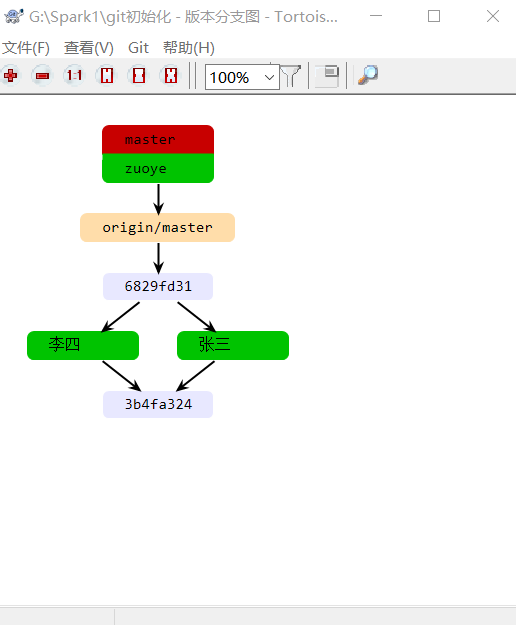 G:\Spark1\git初始化 - 版本分支图 - Tortois...
文件(F) 查看(V) Git 帮助(H)
1:1 100%
master
zuoye
origin/master
6829fd31
李四 张三
3b4fa324